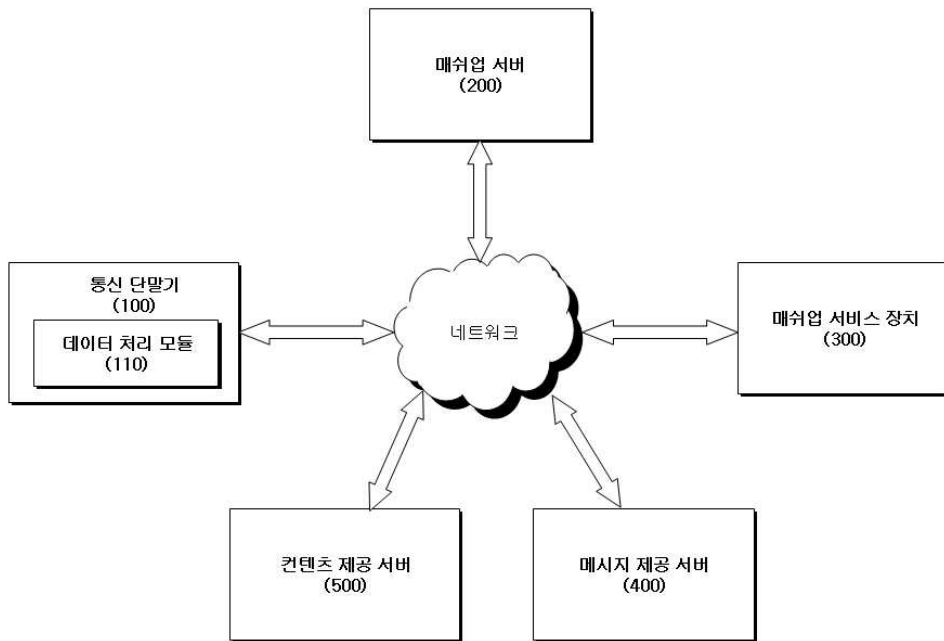 매쉬업 서버
(200)
통신 단말기
(100)
데이터 처리 모듈
(110)
네트워크
매쉬업 서비스 장치
(300)
컨텐츠 제공 서버
(500)
메시지 제공 서버
(400)